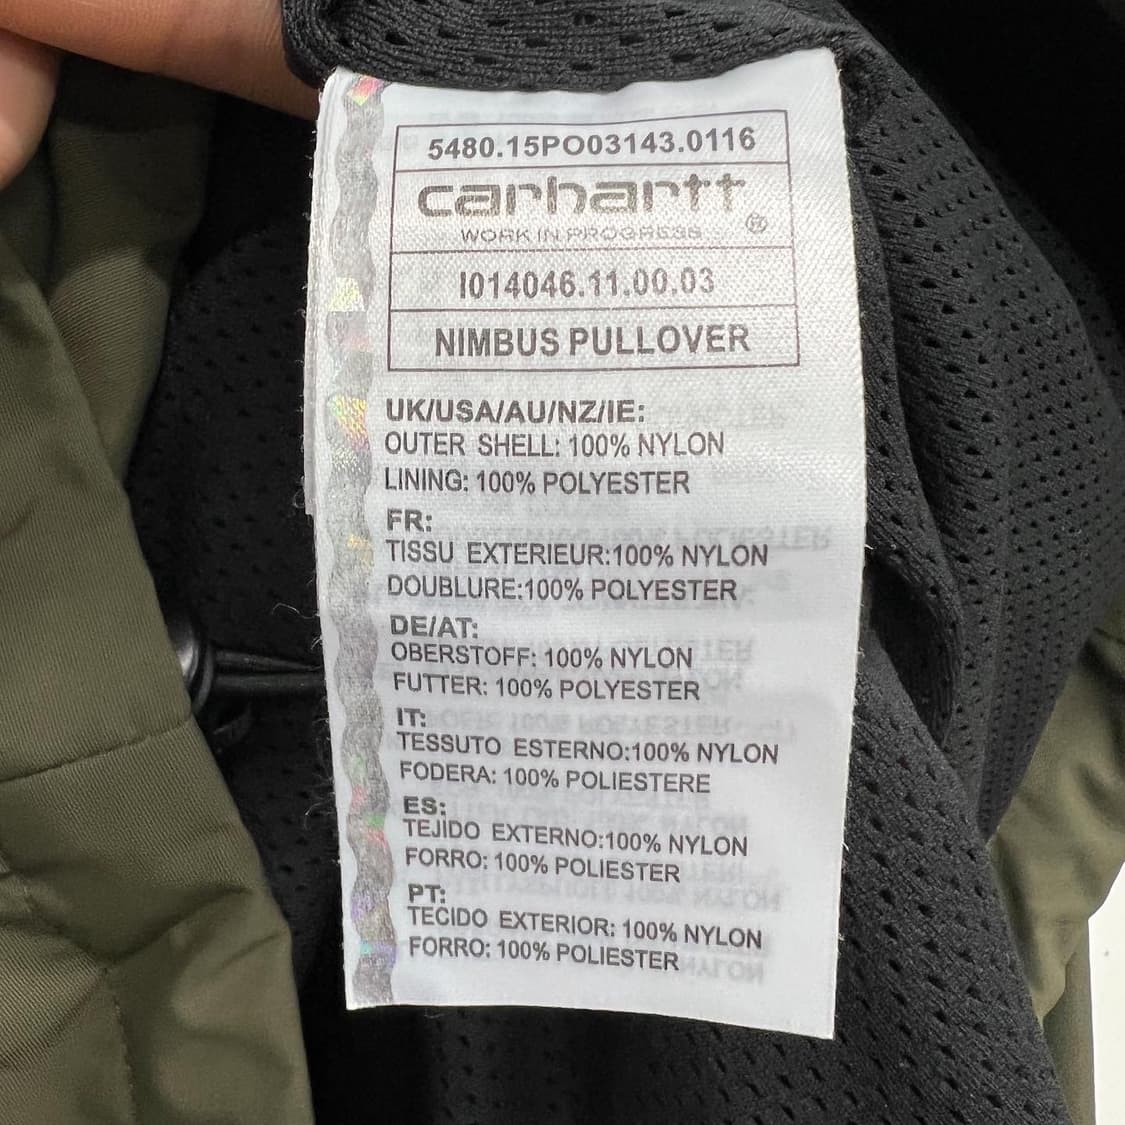 5480.15PO03143.0116
carhartt ®
WORK IN PROGRESS
I014046.11.00.03
NIMBUS PULLOVER
UK/USA/AU/NZ/IE:
OUTER SHELL: 100% NYLON
LINING: 100% POLYESTER
FR:
TISSU EXTERIEUR:100% NYLON
DOUBLURE:100% POLYESTER
DE/AT:
OBERSTOFF: 100% NYLON
FUTTER: 100% POLYESTER
IT:
TESSUTO ESTERNO:100% NYLON
FODERA: 100% POLIESTERE
ES:
TEJIDO EXTERNO:100% NYLON
FORRO: 100% POLIESTER
PT:
TECIDO EXTERIOR: 100% NYLON
FORRO: 100% POLIESTER